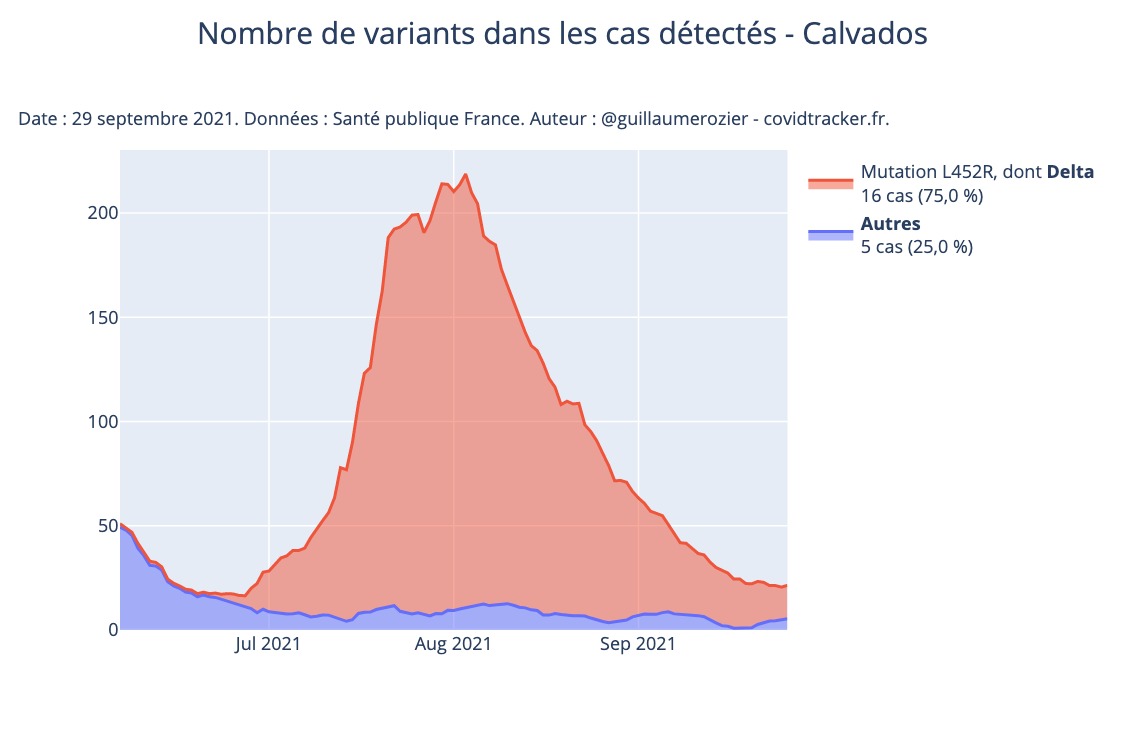 Nombre de variants dans les cas détectés - Calvados
Date : 29 septembre 2021. Données : Santé publique France. Auteur : @guillaumerozier - covidtracker.fr.
Mutation L452R, dont Delta
16 cas (75,0 %)
Autres
5 cas (25,0 %)
200
150
100
50
0
Jul 2021
Aug 2021
Sep 2021